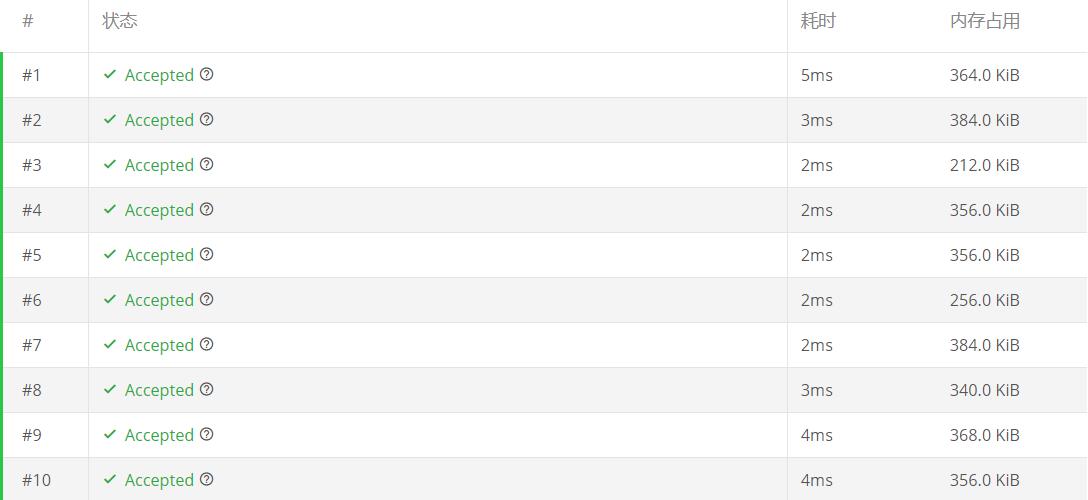 # 状态 耗时 内存占用
#1 Accepted 5ms 364.0 KiB
#2 Accepted 3ms 384.0 KiB
#3 Accepted 2ms 212.0 KiB
#4 Accepted 2ms 356.0 KiB
#5 Accepted 2ms 356.0 KiB
#6 Accepted 2ms 256.0 KiB
#7 Accepted 2ms 384.0 KiB
#8 Accepted 3ms 340.0 KiB
#9 Accepted 4ms 368.0 KiB
#10 Accepted 4ms 356.0 KiB